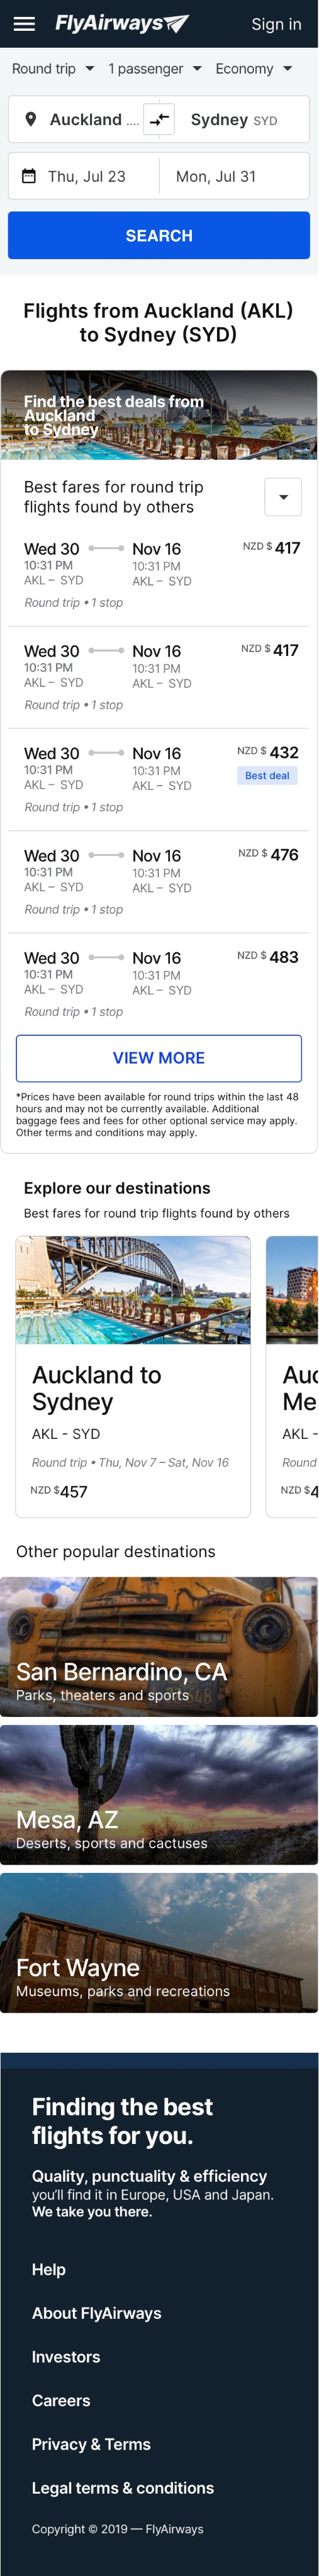 FlyAirways
Sign in
Round trip
1 passenger
Economy
Auckland ....
Sydney SYD
Thu, Jul 23
Mon, Jul 31
SEARCH
Flights from Auckland (AKL)
to Sydney (SYD)
Find the best deals from
Auckland
to Sydney
Best fares for round trip
flights found by others
Wed 30 Nov 16 NZD $ 417
10:31 PM 10:31 PM
AKL – SYD AKL – SYD
Round trip • 1 stop
Wed 30 Nov 16 NZD $ 417
10:31 PM 10:31 PM
AKL – SYD AKL – SYD
Round trip • 1 stop
Wed 30 Nov 16 NZD $ 432
10:31 PM 10:31 PM Best deal
AKL – SYD AKL – SYD
Round trip • 1 stop
Wed 30 Nov 16 NZD $ 476
10:31 PM 10:31 PM
AKL – SYD AKL – SYD
Round trip • 1 stop
Wed 30 Nov 16 NZD $ 483
10:31 PM 10:31 PM
AKL – SYD AKL – SYD
Round trip • 1 stop
VIEW MORE
*Prices have been available for round trips within the last 48
hours and may not be currently available. Additional
baggage fees and fees for other optional service may apply.
Other terms and conditions may apply.
Explore our destinations
Best fares for round trip flights found by others
Auckland to
Sydney
AKL - SYD
Round trip • Thu, Nov 7 – Sat, Nov 16
NZD $457
Auc
Me
AKL -
Round
NZD $4
Other popular destinations
San Bernardino, CA
Parks, theaters and sports
Mesa, AZ
Deserts, sports and cactuses
Fort Wayne
Museums, parks and recreations
Finding the best
flights for you.
Quality, punctuality & efficiency
you'll find it in Europe, USA and Japan.
We take you there.
Help
About FlyAirways
Investors
Careers
Privacy & Terms
Legal terms & conditions
Copyright © 2019 — FlyAirways